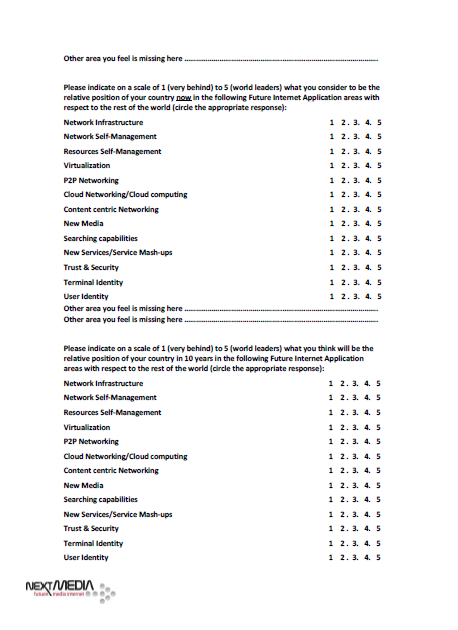 Other area you feel is missing here ................................................................................
Please indicate on a scale of 1 (very behind) to 5 (world leaders) what you consider to be the
relative position of your country now in the following Future Internet Application areas with
respect to the rest of the world (circle the appropriate response):
Network Infrastructure 1 2. 3. 4. 5
Network Self-Management 1 2. 3. 4. 5
Resources Self-Management 1 2. 3. 4. 5
Virtualization 1 2. 3. 4. 5
P2P Networking 1 2. 3. 4. 5
Cloud Networking/Cloud computing 1 2. 3. 4. 5
Content centric Networking 1 2. 3. 4. 5
New Media 1 2. 3. 4. 5
Searching capabilities 1 2. 3. 4. 5
New Services/Service Mash-ups 1 2. 3. 4. 5
Trust & Security 1 2. 3. 4. 5
Terminal Identity 1 2. 3. 4. 5
User Identity 1 2. 3. 4. 5
Other area you feel is missing here ................................................................................
Other area you feel is missing here ................................................................................
Please indicate on a scale of 1 (very behind) to 5 (world leaders) what you think will be the
relative position of your country in 10 years in the following Future Internet Application
areas with respect to the rest of the world (circle the appropriate response):
Network Infrastructure 1 2. 3. 4. 5
Network Self-Management 1 2. 3. 4. 5
Resources Self-Management 1 2. 3. 4. 5
Virtualization 1 2. 3. 4. 5
P2P Networking 1 2. 3. 4. 5
Cloud Networking/Cloud computing 1 2. 3. 4. 5
Content centric Networking 1 2. 3. 4. 5
New Media 1 2. 3. 4. 5
Searching capabilities 1 2. 3. 4. 5
New Services/Service Mash-ups 1 2. 3. 4. 5
Trust & Security 1 2. 3. 4. 5
Terminal Identity 1 2. 3. 4. 5
User Identity 1 2. 3. 4. 5
NEXTMEDIA
future media internet